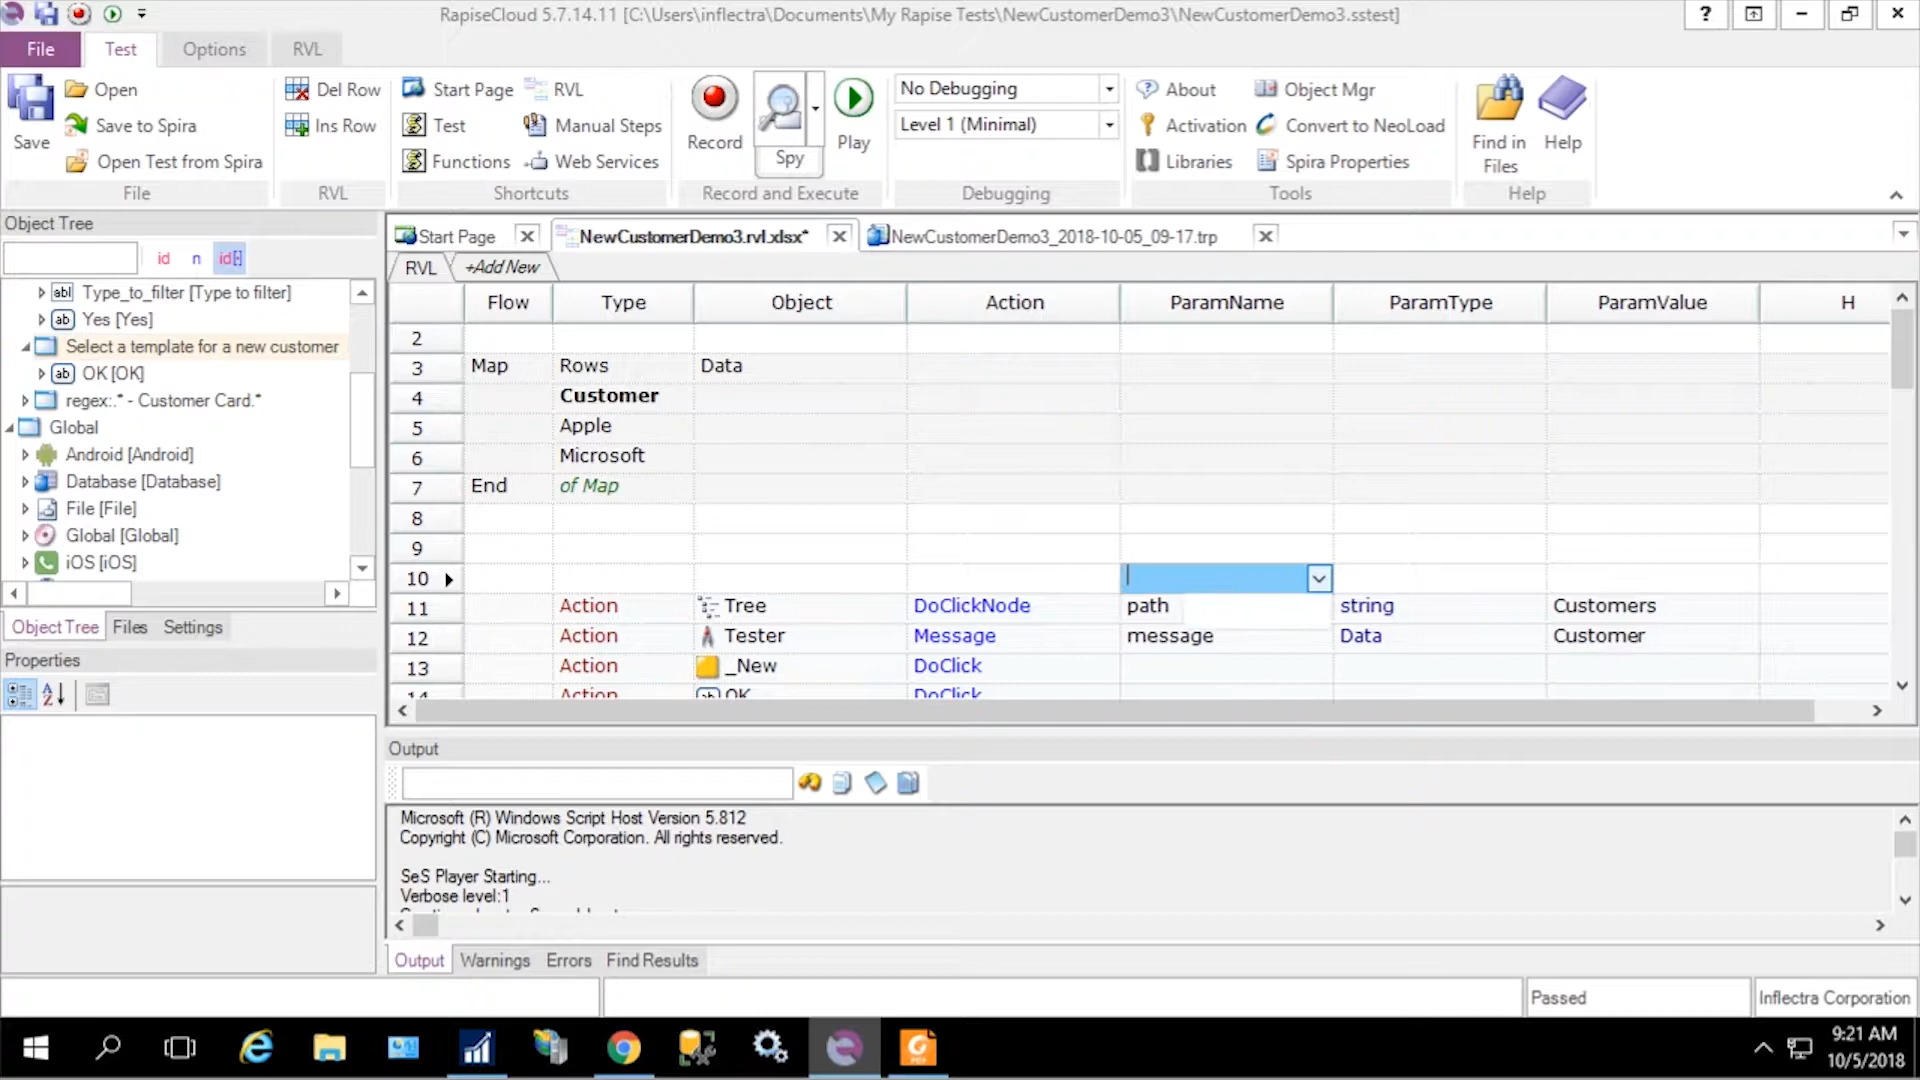 RapiseCloud 5.7.14.11 [C:\Users\inflectra\Documents\My Rapise Tests\NewCustomerDemo3\NewCustomerDemo3.sstest]
?
File Test Options RVL
Save
Open
Save to Spira
Open Test from Spira
File
Del Row
Ins Row
RVL
Start Page RVL
Test Manual Steps
Functions Web Services
Shortcuts
Record Spy Play
Record and Execute
No Debugging
Level 1 (Minimal)
Debugging
About Object Mgr
Activation Convert to NeoLoad
Libraries Spira Properties
Tools
Find in
Files
Help
Help
Object Tree
id n id[·]
Type_to_filter [Type to filter]
Yes [Yes]
Select a template for a new customer
OK [OK]
regex:.* - Customer Card.*
Global
Android [Android]
Database [Database]
File [File]
Global [Global]
iOS [iOS]
Object Tree Files Settings
Properties
Start Page NewCustomerDemo3.rvl.xlsx* NewCustomerDemo3_2018-10-05_09-17.trp
RVL +Add New
Flow Type Object Action ParamName ParamType ParamValue H
2
3 Map Rows Data
4 Customer
5 Apple
6 Microsoft
7 End of Map
8
9
10
11 Action Tree DoClickNode path string Customers
12 Action Tester Message message Data Customer
13 Action _New DoClick
14 Action OK DoClick
Output
Microsoft (R) Windows Script Host Version 5.812
Copyright (C) Microsoft Corporation. All rights reserved.
SeS Player Starting...
Verbose level:1
Output Warnings Errors Find Results
Passed
Inflectra Corporation
9:21 AM
10/5/2018